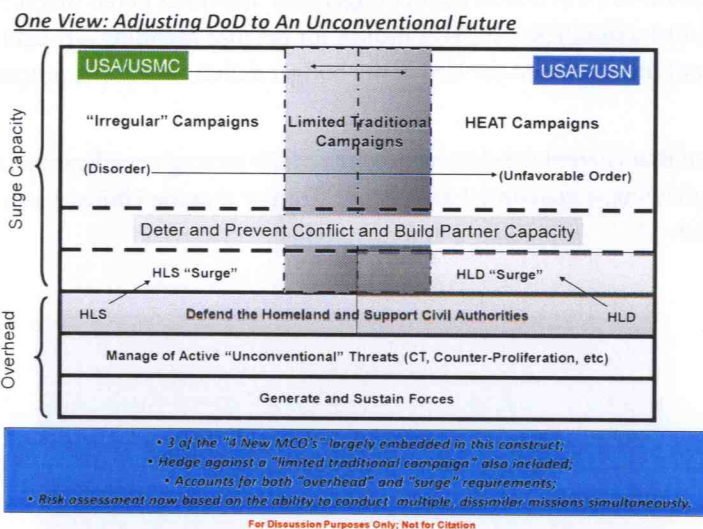 One View: Adjusting DoD to An Unconventional Future
USA/USMC
USAF/USN
"Irregular" Campaigns
Limited Traditional
Campaigns
HEAT Campaigns
(Disorder)
(Unfavorable Order)
Surge Capacity
Deter and Prevent Conflict and Build Partner Capacity
HLS "Surge"
HLD "Surge"
HLS
Defend the Homeland and Support Civil Authorities
HLD
Overhead
Manage of Active "Unconventional" Threats (CT, Counter-Proliferation, etc)
Generate and Sustain Forces
• 3 of the "4 New MCO's" largely embedded in this construct;
• Hedge against a "limited traditional campaign" also included;
• Accounts for both "overhead" and "surge" requirements;
• Risk assessment now based on the ability to conduct multiple, dissimilar missions simultaneously.
For Discussion Purposes Only; Not for Citation